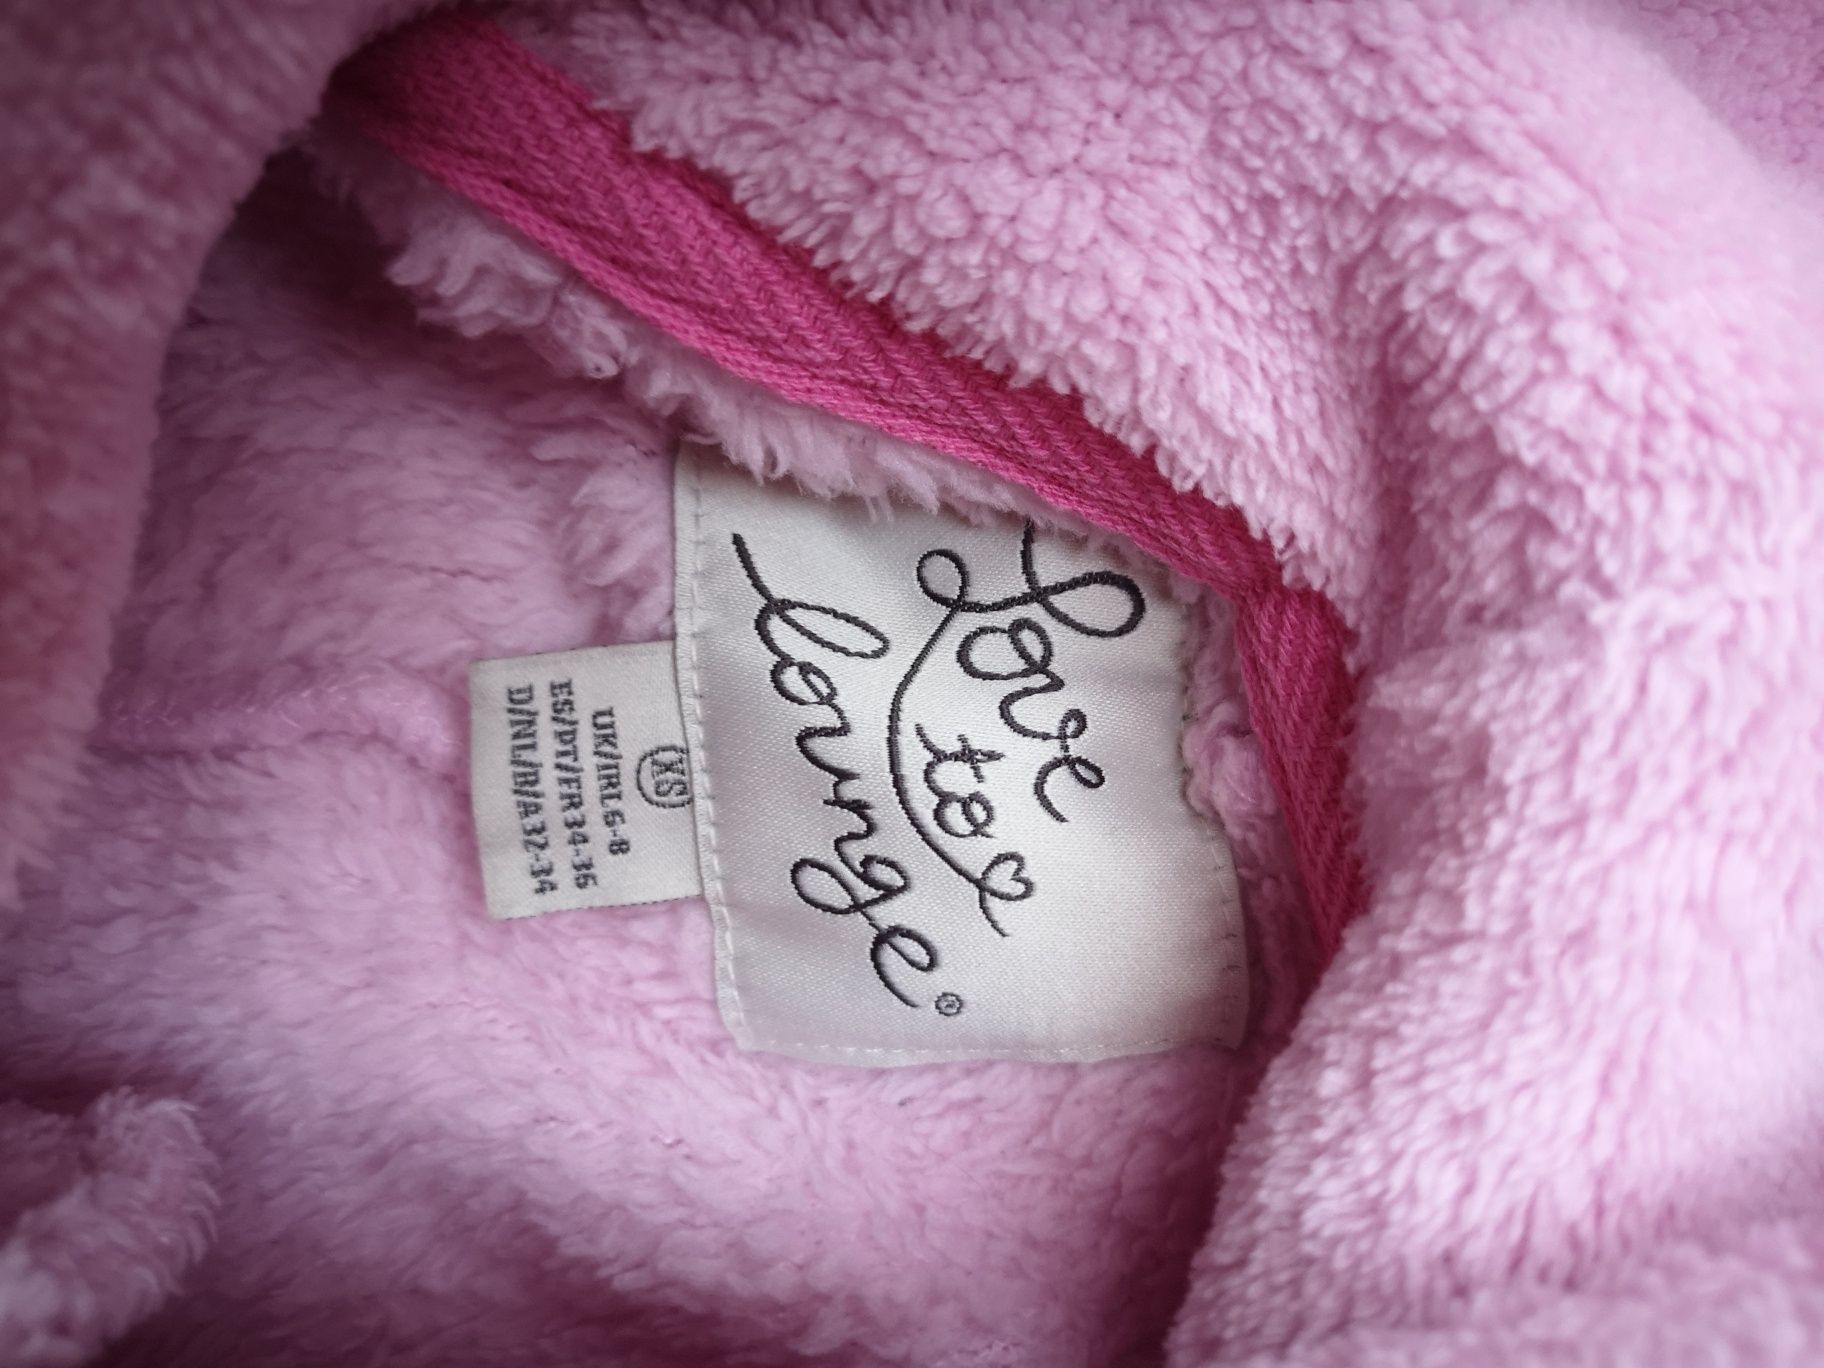 Love
to
lounge®
XS
UK/IRL 6-8
ES/PT/FR 34-36
D/NL/B/A 32-34